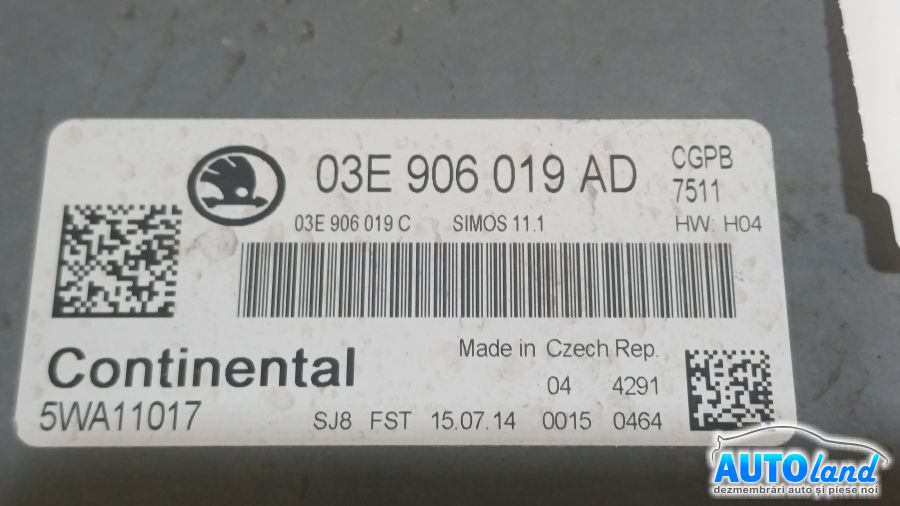 03E 906 019 AD
CGPB
7511
03E 906 019 C SIMOS 11.1 HW: H04
Continental
Made in Czech Rep.
04 4291
5WA11017
SJ8 FST 15.07.14 0015 0464
AUTOland
dezmembrări auto și piese noi